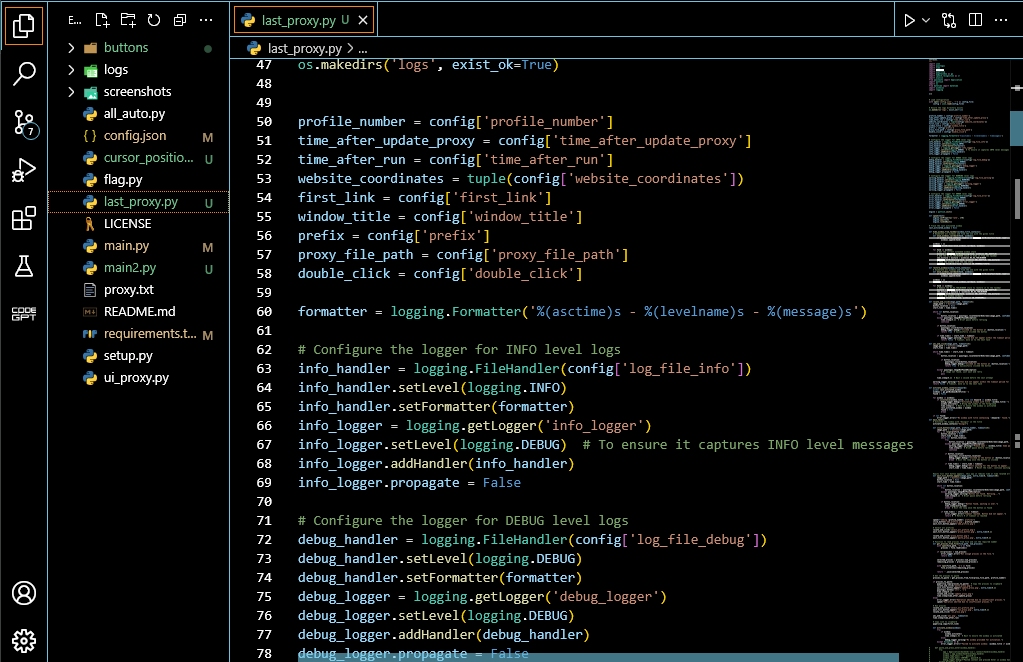 E...
last_proxy.py U
last_proxy.py > ...
buttons
logs
screenshots
all_auto.py
config.json M
cursor_positio... U
flag.py
last_proxy.py U
LICENSE
main.py M
main2.py U
proxy.txt
README.md
requirements.t... M
setup.py
ui_proxy.py
7
CODE
GPT
47 os.makedirs('logs', exist_ok=True)
48
49
50 profile_number = config['profile_number']
51 time_after_update_proxy = config['time_after_update_proxy']
52 time_after_run = config['time_after_run']
53 website_coordinates = tuple(config['website_coordinates'])
54 first_link = config['first_link']
55 window_title = config['window_title']
56 prefix = config['prefix']
57 proxy_file_path = config['proxy_file_path']
58 double_click = config['double_click']
59
60 formatter = logging.Formatter('%(asctime)s - %(levelname)s - %(message)s')
61
62 # Configure the logger for INFO level logs
63 info_handler = logging.FileHandler(config['log_file_info'])
64 info_handler.setLevel(logging.INFO)
65 info_handler.setFormatter(formatter)
66 info_logger = logging.getLogger('info_logger')
67 info_logger.setLevel(logging.DEBUG)  # To ensure it captures INFO level messages
68 info_logger.addHandler(info_handler)
69 info_logger.propagate = False
70
71 # Configure the logger for DEBUG level logs
72 debug_handler = logging.FileHandler(config['log_file_debug'])
73 debug_handler.setLevel(logging.DEBUG)
74 debug_handler.setFormatter(formatter)
75 debug_logger = logging.getLogger('debug_logger')
76 debug_logger.setLevel(logging.DEBUG)
77 debug_logger.addHandler(debug_handler)
78 debug_logger.propagate = False